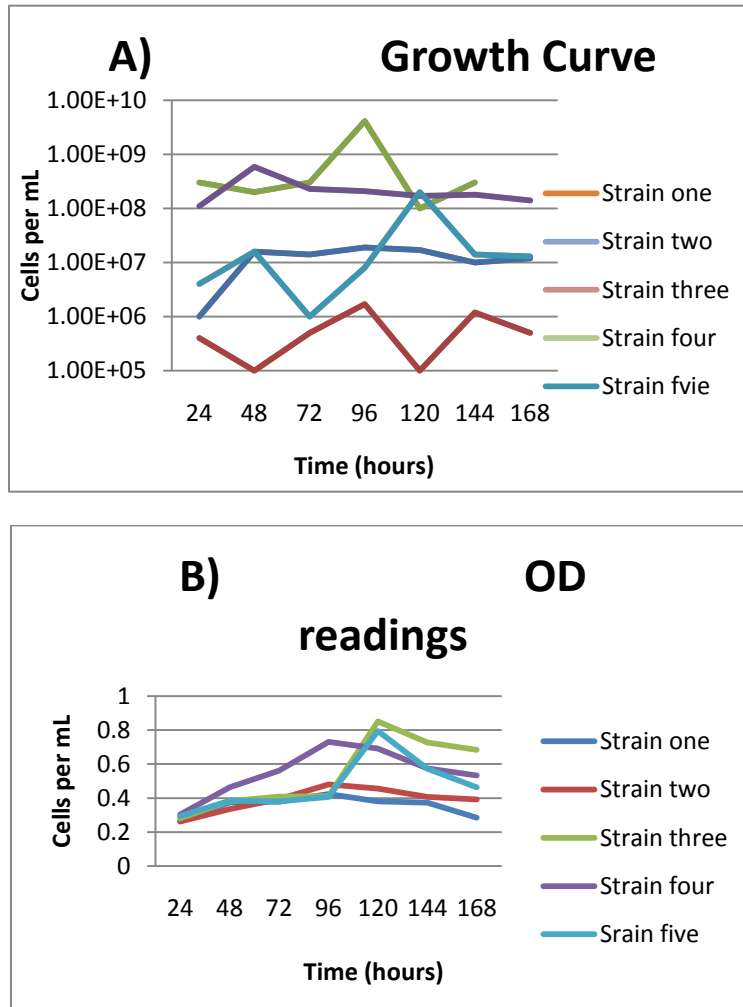 A) Growth Curve
1.00E+10
1.00E+09
1.00E+08
1.00E+07
1.00E+06
1.00E+05
Cells per mL
24 48 72 96 120 144 168
Time (hours)
Strain one
Strain two
Strain three
Strain four
Strain fvie
B) OD
readings
1
0.8
0.6
0.4
0.2
0
Cells per mL
24 48 72 96 120 144 168
Time (hours)
Strain one
Strain two
Strain three
Strain four
Srain five